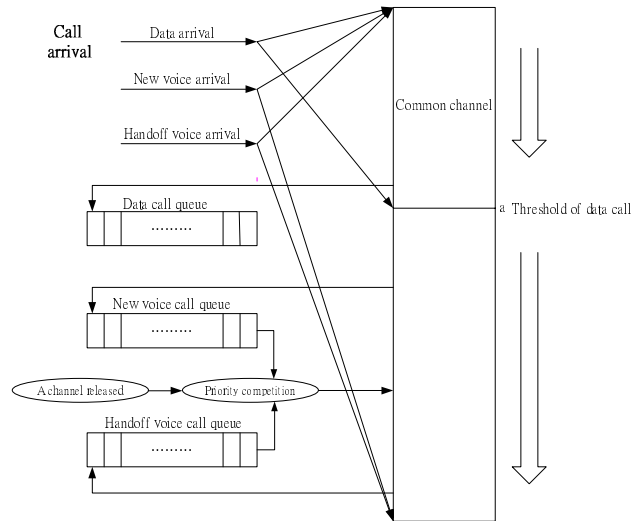 Call
arrival
Data arrival
New voice arrival
Handoff voice arrival
Common channel
a Threshold of data call
Data call queue
.........
New voice call queue
.........
A channel released
Priority competition
Handoff voice call queue
.........